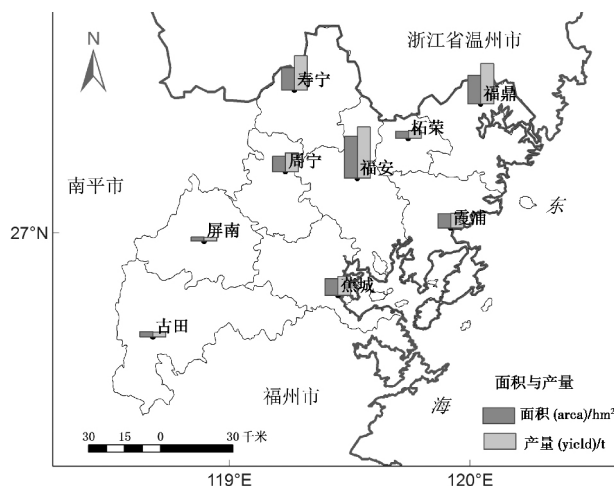 N
浙江省温州市
寿宁
福鼎
柘荣
周宁
福安
南平市
东
霞浦
屏南
27°N
蕉城
古田
面积与产量
福州市
海
面积 (arca)/hm²
产量 (yield)/t
30 15 0 30 千米
119°E 120°E